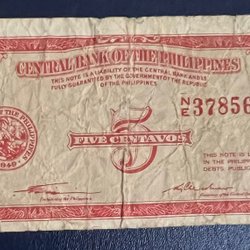 CENTRAL BANK OF THE PHILIPPINES
THIS NOTE IS A LIABILITY OF THE CENTRAL BANK AND IS
FULLY GUARANTEED BY THE GOVERNMENT OF THE REPUBLIC
OF THE PHILIPPINES
N/E 37856
5
FIVE CENTAVOS
THIS NOTE IS
IN THE PHILIP
DEBTS PUBLIC
1949